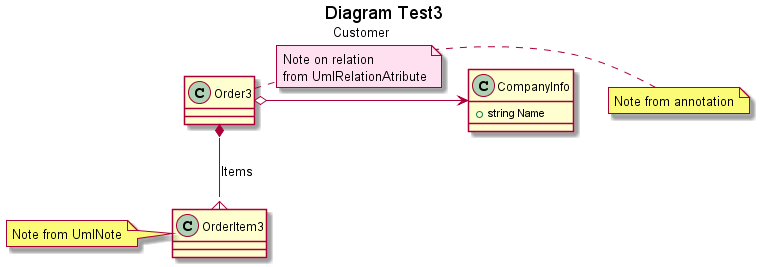 Diagram Test3
Customer
Note on relation
from UmlRelationAtribute
C Order3
C CompanyInfo
string Name
Note from annotation
Items
C OrderItem3
Note from UmlNote